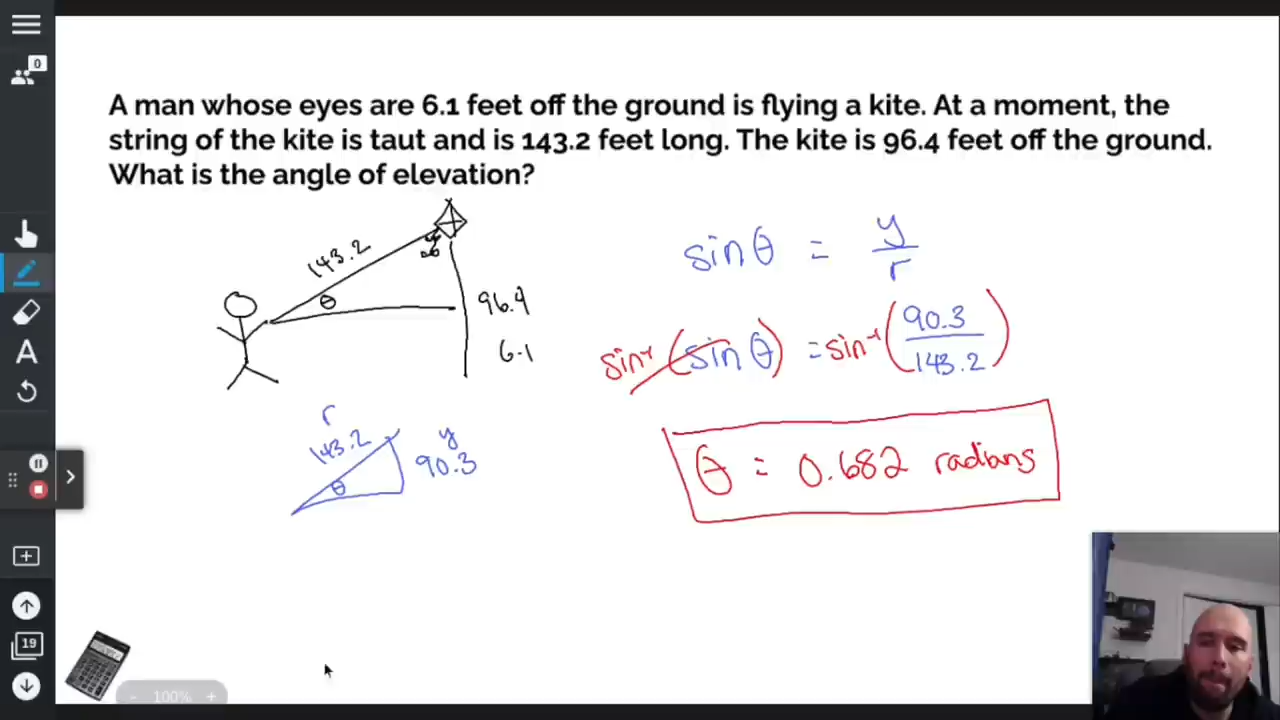 0
A man whose eyes are 6.1 feet off the ground is flying a kite. At a moment, the
string of the kite is taut and is 143.2 feet long. The kite is 96.4 feet off the ground.
What is the angle of elevation?
143.2
θ
96.4
6.1
sin θ = y/r
sin⁻¹(sin θ) = sin⁻¹(90.3/143.2)
r
143.2
y
90.3
θ
θ = 0.682 radians
A
19
- 100% +